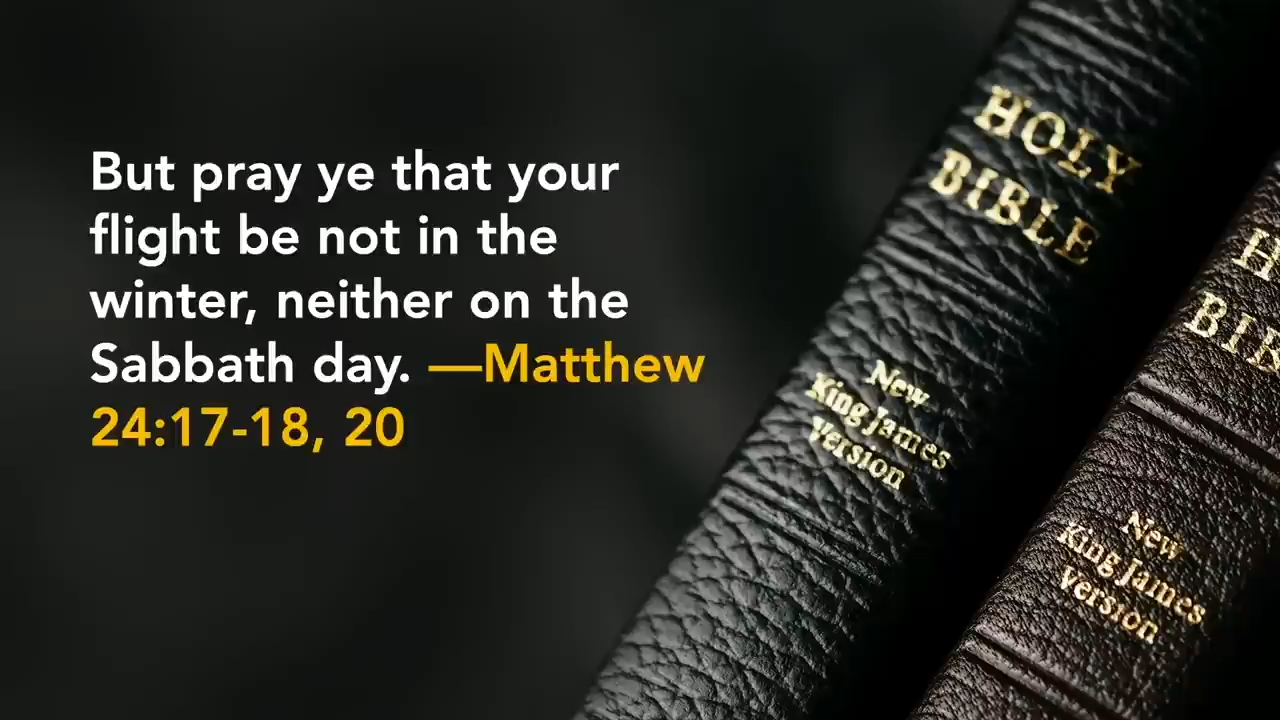 But pray ye that your
flight be not in the
winter, neither on the
Sabbath day. —Matthew
24:17-18, 20
HOLY
BIBLE
New
King James
Version
H
BIB
New
King James
Version